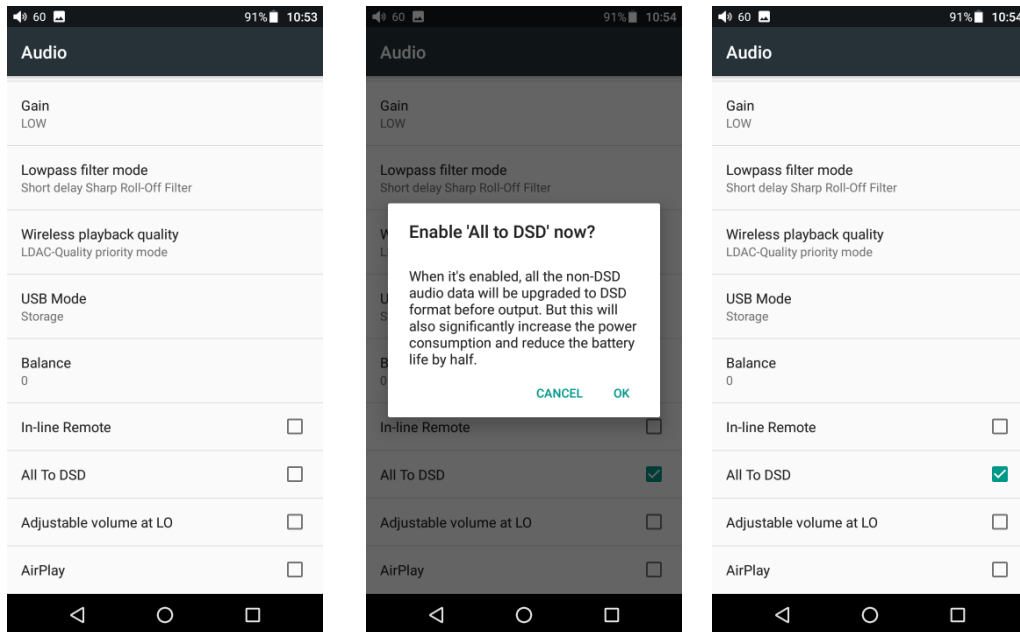 60 91% 10:53
Audio
Gain
LOW
Lowpass filter mode
Short delay Sharp Roll-Off Filter
Wireless playback quality
LDAC-Quality priority mode
USB Mode
Storage
Balance
0
In-line Remote
All To DSD
Adjustable volume at LO
AirPlay
60 91% 10:54
Audio
Gain
LOW
Lowpass filter mode
Short delay Sharp Roll-Off Filter
Enable 'All to DSD' now?
When it's enabled, all the non-DSD
audio data will be upgraded to DSD
format before output. But this will
also significantly increase the power
consumption and reduce the battery
life by half.
CANCEL OK
In-line Remote
All To DSD
Adjustable volume at LO
AirPlay
60 91% 10:54
Audio
Gain
LOW
Lowpass filter mode
Short delay Sharp Roll-Off Filter
Wireless playback quality
LDAC-Quality priority mode
USB Mode
Storage
Balance
0
In-line Remote
All To DSD
Adjustable volume at LO
AirPlay